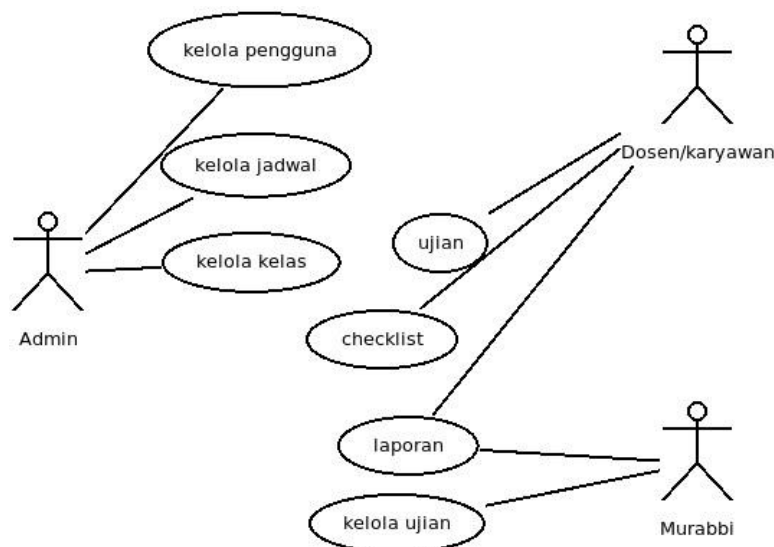 kelola pengguna
Dosen/karyawan
kelola jadwal
ujian
kelola kelas
Admin
checklist
laporan
kelola ujian
Murabbi